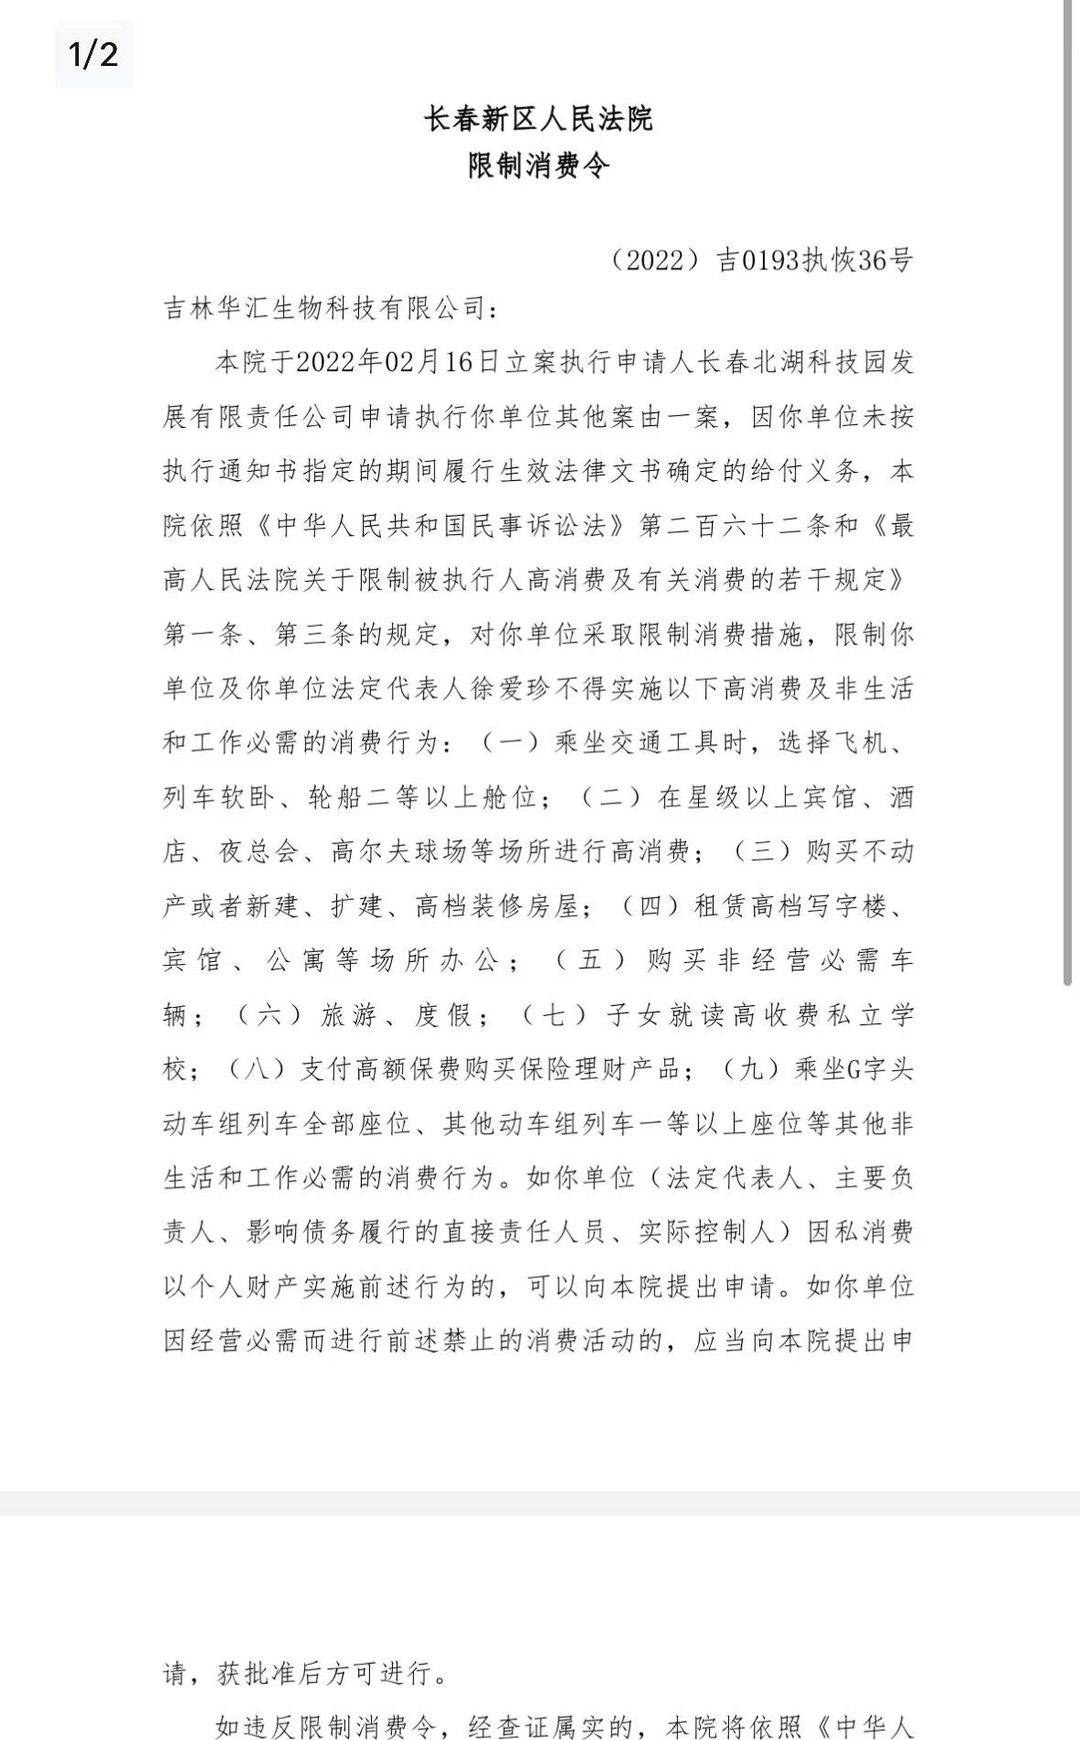 1/2
长春新区人民法院
限制消费令
（2022）吉0193执恢36号
吉林华汇生物科技有限公司：
本院于2022年02月16日立案执行申请人长春北湖科技园发
展有限责任公司申请执行你单位其他案由一案，因你单位未按
执行通知书指定的期间履行生效法律文书确定的给付义务，本
院依照《中华人民共和国民事诉讼法》第二百六十二条和《最
高人民法院关于限制被执行人高消费及有关消费的若干规定》
第一条、第三条的规定，对你单位采取限制消费措施，限制你
单位及你单位法定代表人徐爱珍不得实施以下高消费及非生活
和工作必需的消费行为：（一）乘坐交通工具时，选择飞机、
列车软卧、轮船二等以上舱位；（二）在星级以上宾馆、酒
店、夜总会、高尔夫球场等场所进行高消费；（三）购买不动
产或者新建、扩建、高档装修房屋；（四）租赁高档写字楼、
宾馆、公寓等场所办公；（五）购买非经营必需车
辆；（六）旅游、度假；（七）子女就读高收费私立学
校；（八）支付高额保费购买保险理财产品；（九）乘坐G字头
动车组列车全部座位、其他动车组列车一等以上座位等其他非
生活和工作必需的消费行为。如你单位（法定代表人、主要负
责人、影响债务履行的直接责任人员、实际控制人）因私消费
以个人财产实施前述行为的，可以向本院提出申请。如你单位
因经营必需而进行前述禁止的消费活动的，应当向本院提出申
请，获批准后方可进行。
如违反限制消费令，经查证属实的，本院将依照《中华人